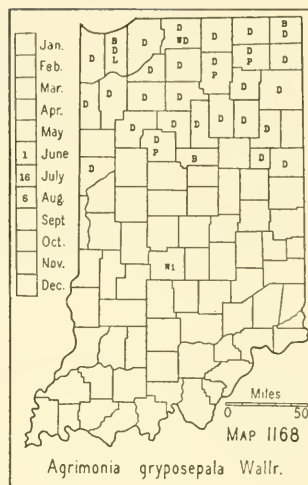 Jan.
Feb.
Mar.
Apr.
May
1 June
16 July
6 Aug.
Sept
Oct.
Nov.
Dec.
D B D L D D WD D D B D
D D D D P D P D
D D D D D D D
D D D D D
D P B D D
D
W1
Miles
0 50
MAP 1168
Agrimonia gryposepala Wallr.